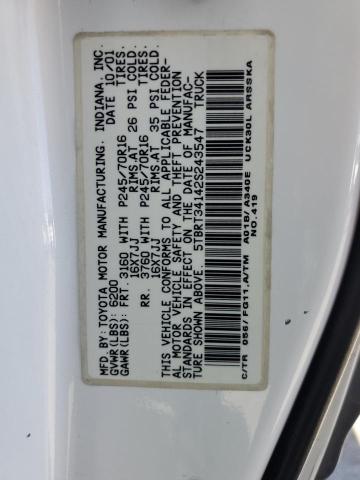 MFD. BY: TOYOTA MOTOR MANUFACTURING. INDIANA, INC.
GVWR(LBS): 6200 DATE 10/01
GAWR(LBS): FRT. 3160 WITH P245/70R16 TIRES.
16X7JJ RIMS.AT 26 PSI COLD.
RR. 3760 WITH P245/70R16 TIRES.
16X7JJ RIMS.AT 35 PSI COLD.
THIS VEHICLE CONFORMS TO ALL APPLICABLE FEDER-
AL MOTOR VEHICLE SAFETY AND THEFT PREVENTION
STANDARDS IN EFFECT ON THE DATE OF MANUFAC-
TURE SHOWN ABOVE. 5TBRT34142S243547 TRUCK
C/TR 056/FG11,A/TM A01B/A340E UCK30L ARSSKA
NO.419